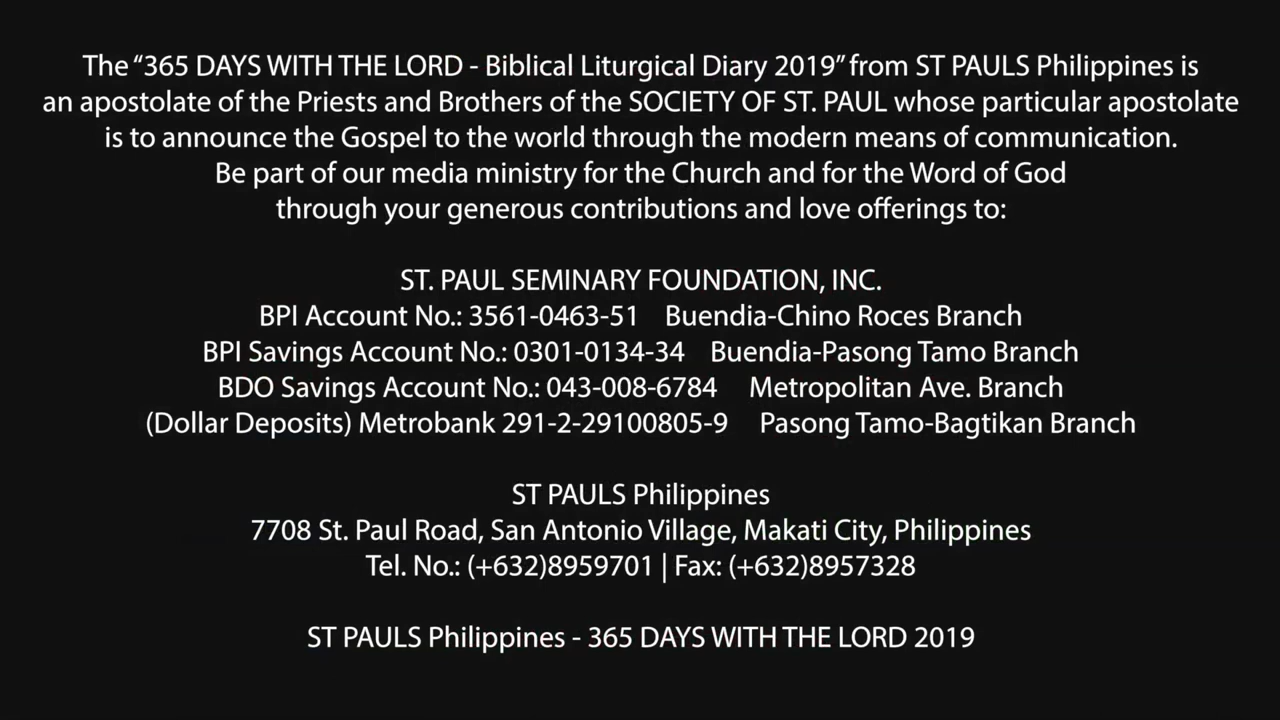 The “365 DAYS WITH THE LORD - Biblical Liturgical Diary 2019” from ST PAULS Philippines is
an apostolate of the Priests and Brothers of the SOCIETY OF ST. PAUL whose particular apostolate
is to announce the Gospel to the world through the modern means of communication.
Be part of our media ministry for the Church and for the Word of God
through your generous contributions and love offerings to:
ST. PAUL SEMINARY FOUNDATION, INC.
BPI Account No.: 3561-0463-51 Buendia-Chino Roces Branch
BPI Savings Account No.: 0301-0134-34 Buendia-Pasong Tamo Branch
BDO Savings Account No.: 043-008-6784 Metropolitan Ave. Branch
(Dollar Deposits) Metrobank 291-2-29100805-9 Pasong Tamo-Bagtikan Branch
ST PAULS Philippines
7708 St. Paul Road, San Antonio Village, Makati City, Philippines
Tel. No.: (+632)8959701 | Fax: (+632)8957328
ST PAULS Philippines - 365 DAYS WITH THE LORD 2019